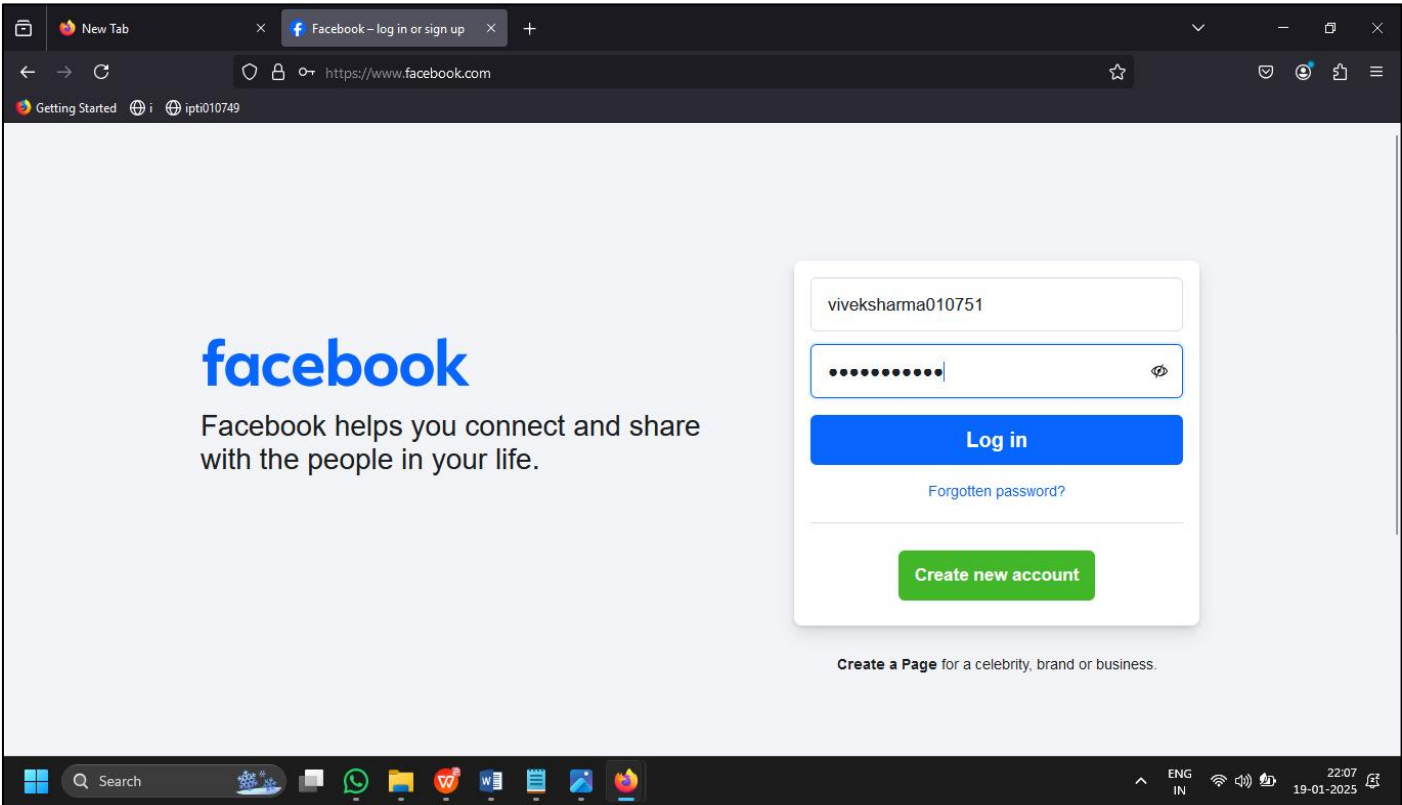 New Tab
Facebook – log in or sign up
https://www.facebook.com
Getting Started i ipti010749
viveksharma010751
facebook
●●●●●●●●●●●
Facebook helps you connect and share
with the people in your life.
Log in
Forgotten password?
Create new account
Create a Page for a celebrity, brand or business.
Search
ENG
IN
22:07
19-01-2025